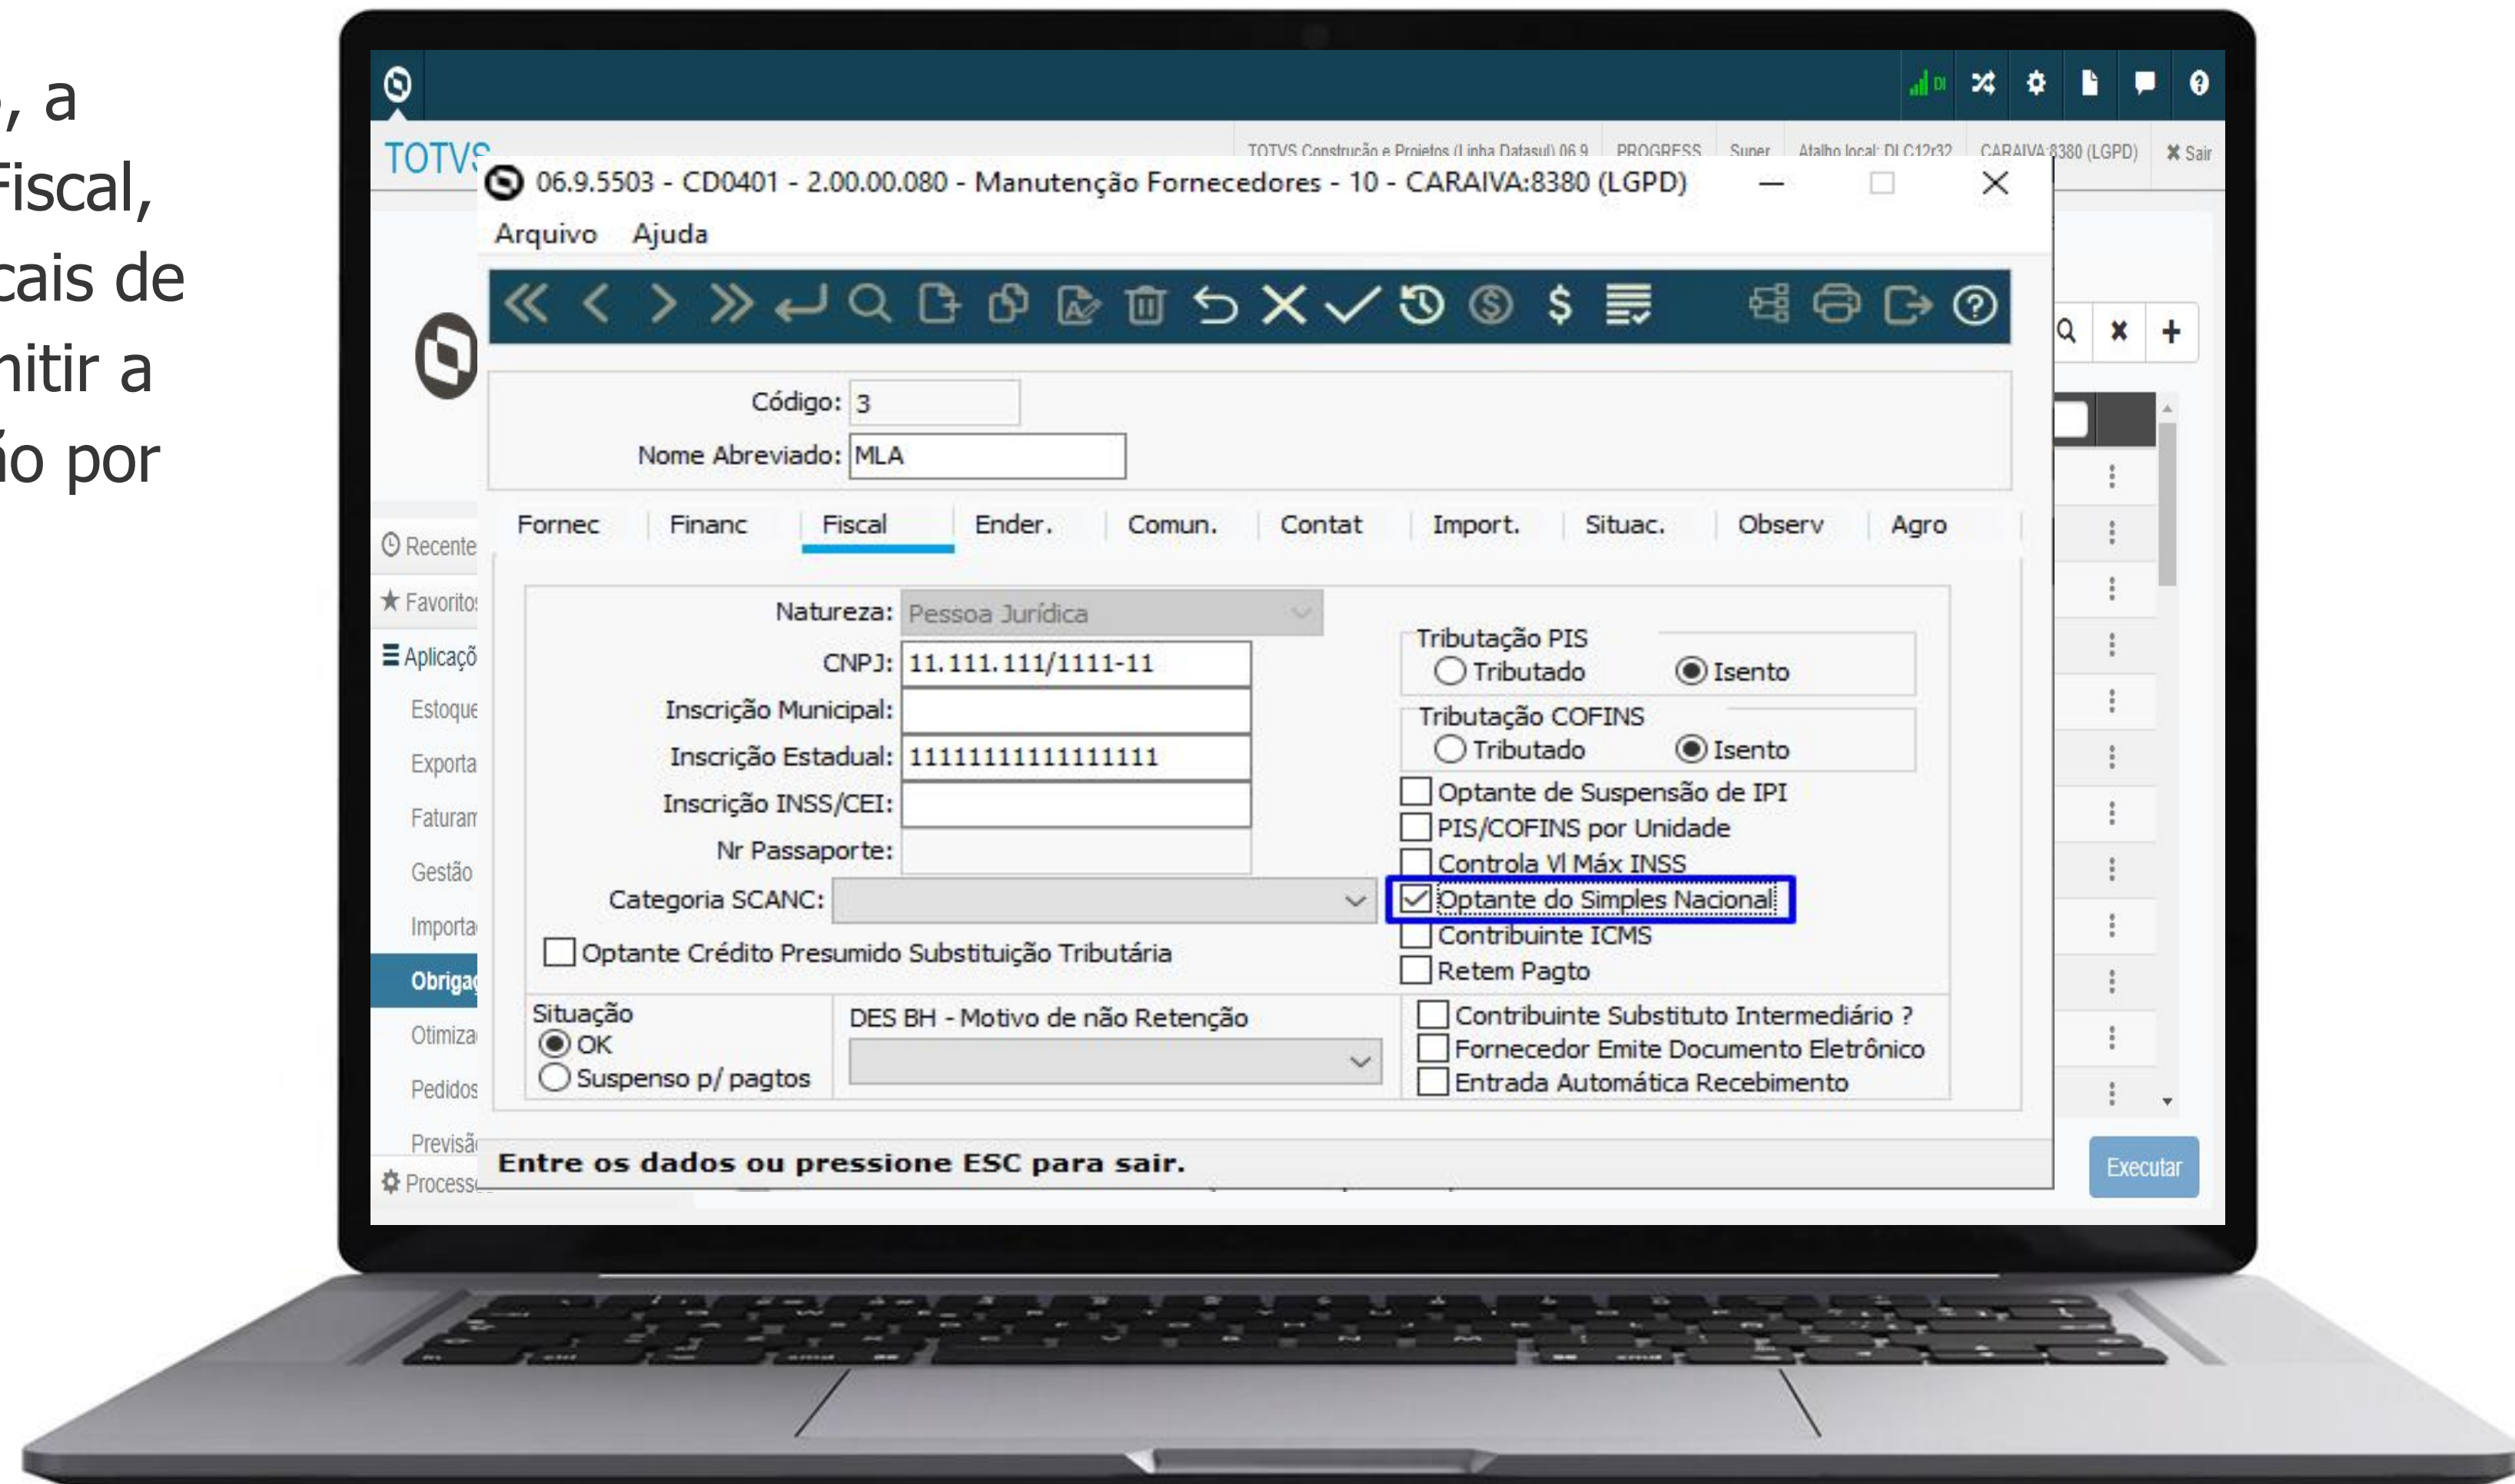 , a
Fiscal,
cais de
nitir a
ão por
DI
TOTVS
TOTVS Construção e Projetos (Linha Datasul) 06.9 PROGRESS Super Atalho local: DLC12r32 CARAIVA:8380 (LGPD) Sair
06.9.5503 - CD0401 - 2.00.00.080 - Manutenção Fornecedores - 10 - CARAIVA:8380 (LGPD)
Arquivo Ajuda
Código: 3
Nome Abreviado: MLA
Fornec Financ Fiscal Ender. Comun. Contat Import. Situac. Observ Agro
Recente
Favoritos
Aplicaçõ
Estoque
Exporta
Faturam
Gestão
Importa
Obrigaç
Otimiza
Pedidos
Previsã
Processo
Natureza: Pessoa Jurídica
CNPJ: 11.111.111/1111-11
Inscrição Municipal:
Inscrição Estadual: 11111111111111111
Inscrição INSS/CEI:
Nr Passaporte:
Categoria SCANC:
Optante Crédito Presumido Substituição Tributária
Tributação PIS
Tributado Isento
Tributação COFINS
Tributado Isento
Optante de Suspensão de IPI
PIS/COFINS por Unidade
Controla Vl Máx INSS
Optante do Simples Nacional
Contribuinte ICMS
Retem Pagto
Situação
OK
Suspenso p/ pagtos
DES BH - Motivo de não Retenção
Contribuinte Substituto Intermediário ?
Fornecedor Emite Documento Eletrônico
Entrada Automática Recebimento
Entre os dados ou pressione ESC para sair.
Executar